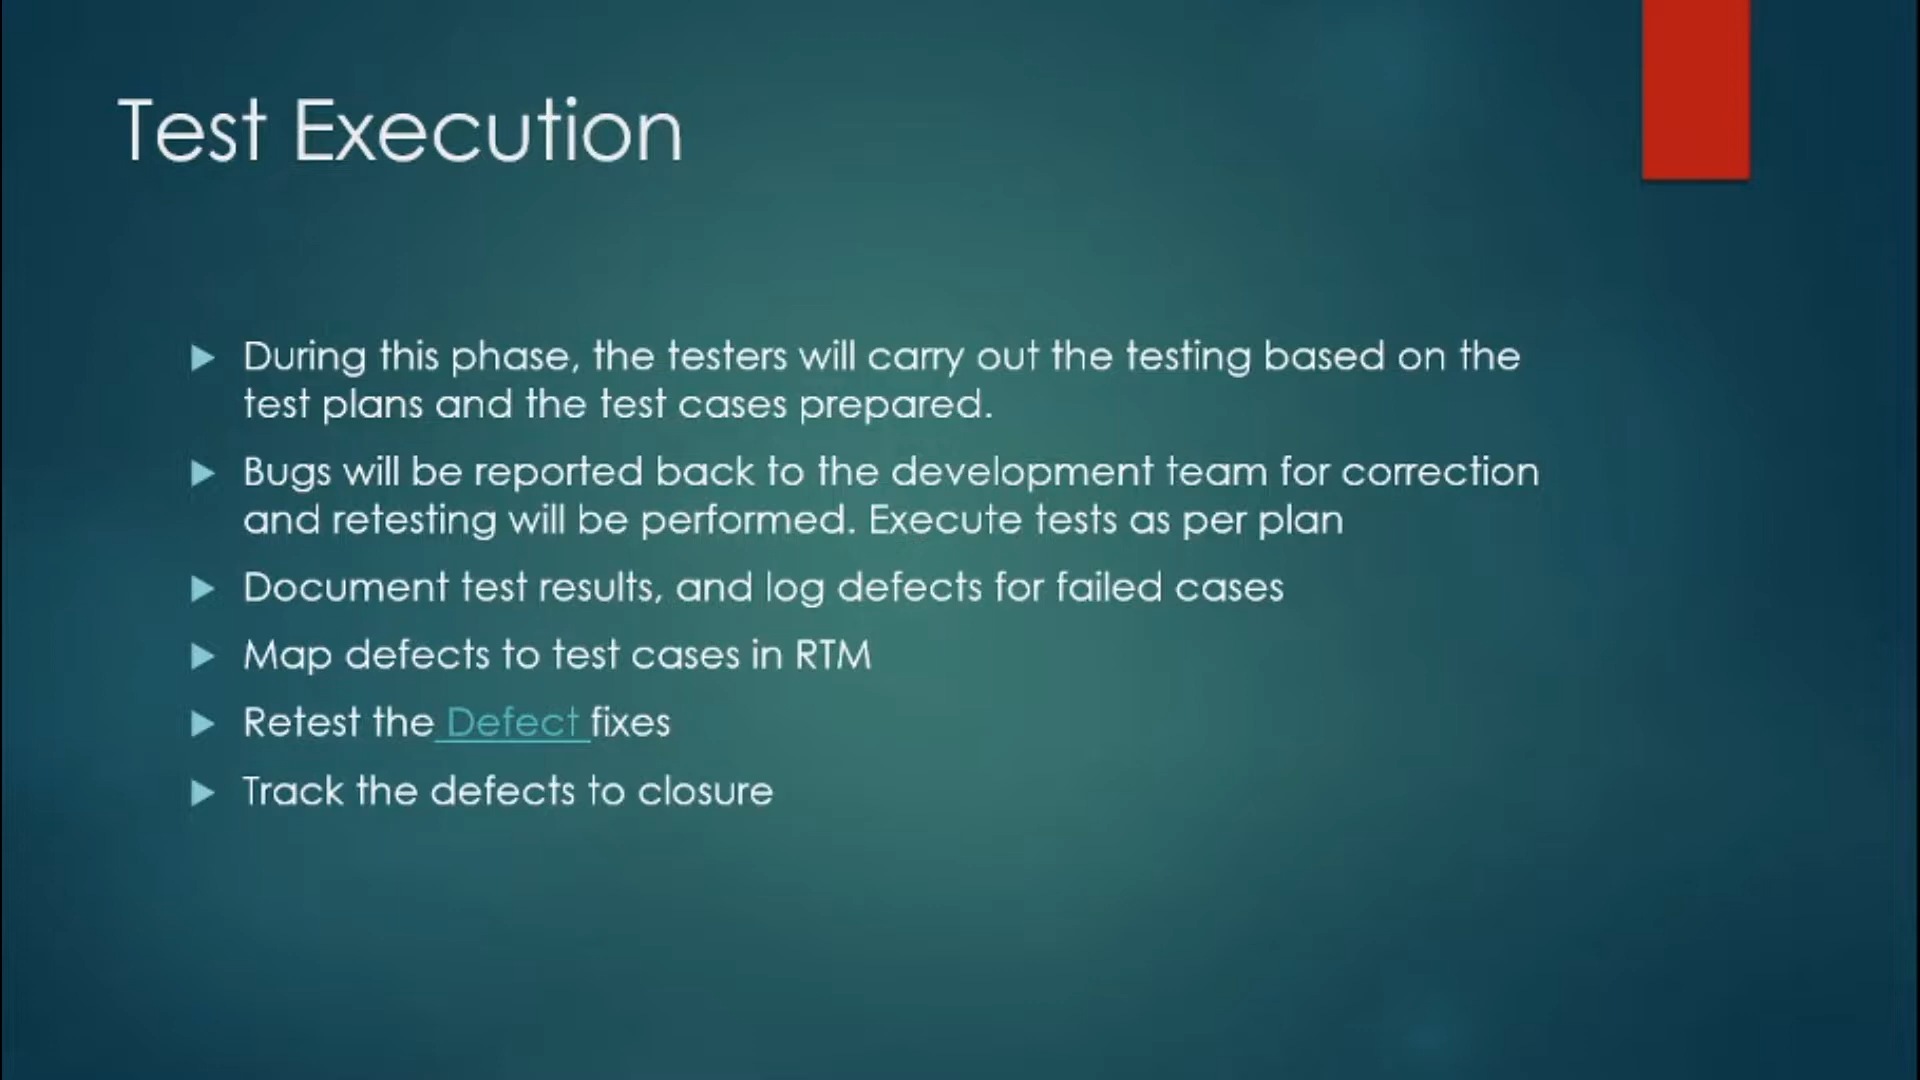 Test Execution
During this phase, the testers will carry out the testing based on the
test plans and the test cases prepared.
Bugs will be reported back to the development team for correction
and retesting will be performed. Execute tests as per plan
Document test results, and log defects for failed cases
Map defects to test cases in RTM
Retest the Defect fixes
Track the defects to closure